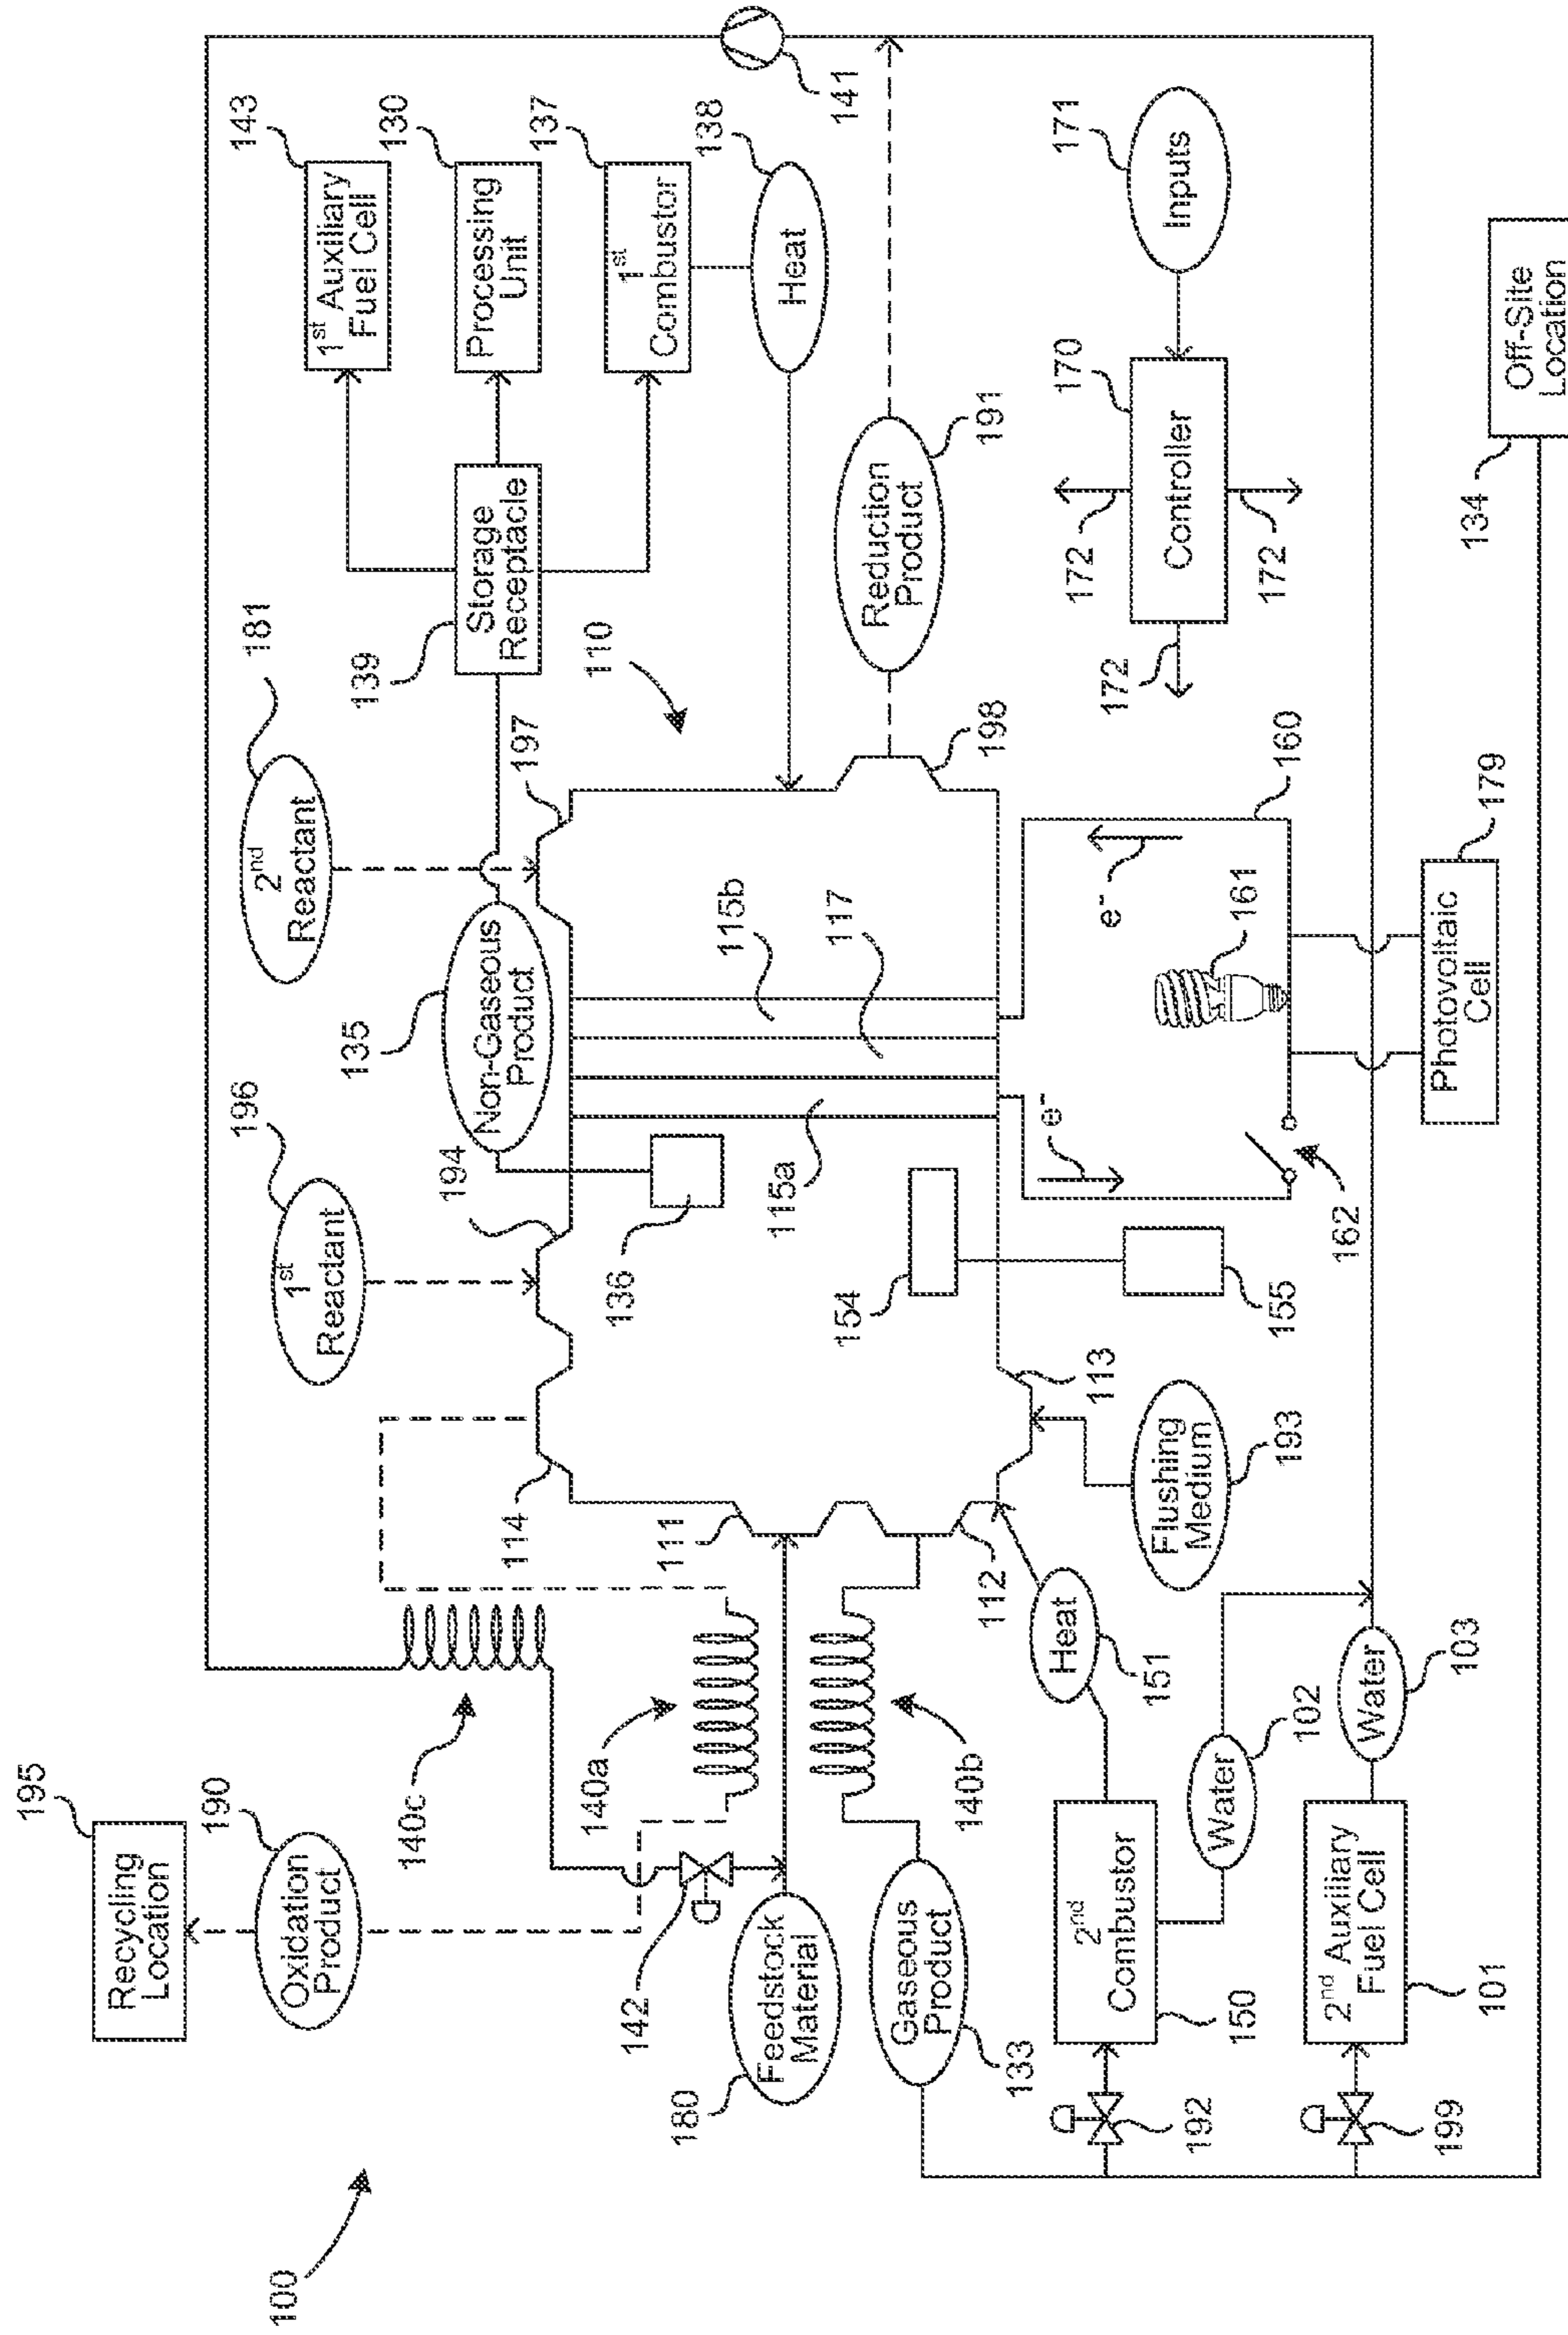 100
195
Recycling
Location
190
Oxidation
Product
196
1st
Reactant
181
2nd
Reactant
143
1st Auxiliary
Fuel Cell
140c
114
194
135
Non-Gaseous
Product
139
Storage
Receptacle
130
Processing
Unit
197
137
1st
Combustor
142
140a
111
136
110
138
Heat
180
Feedstock
Material
115a
115b
117
141
133
Gaseous
Product
140b
112
154
191
Reduction
Product
198
Heat
151
113
e-
e-
2nd
Combustor
150
192
Water
102
Flushing
Medium
193
155
161
162
160
172
172
172
170
Controller
171
Inputs
2nd Auxiliary
Fuel Cell
101
199
Water
103
Photovoltaic
Cell
179
134
Off-Site
Location